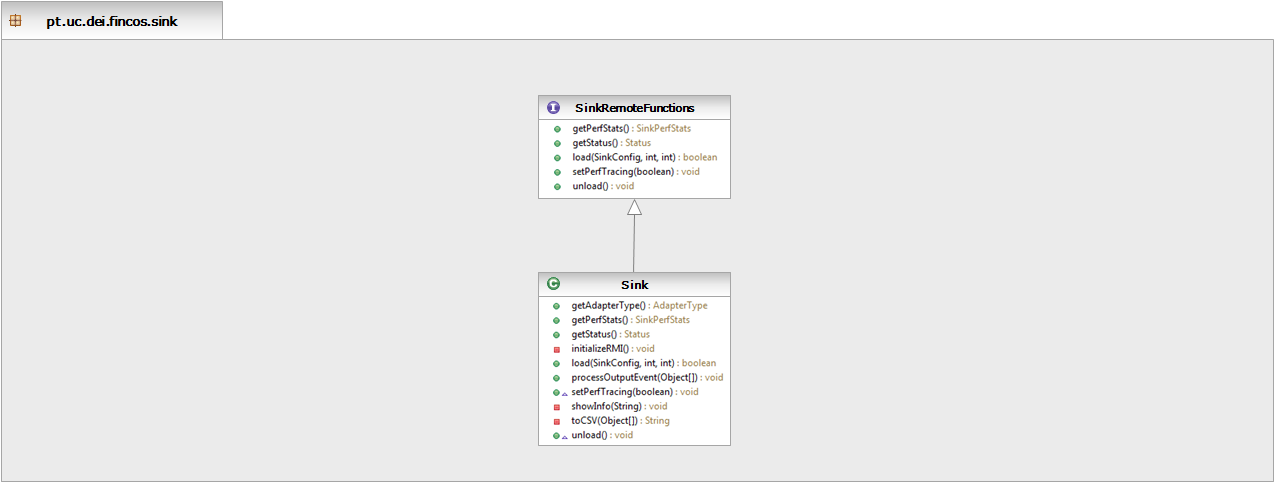 pt.uc.dei.fincos.sink
SinkRemoteFunctions
getPerfStats() : SinkPerfStats
getStatus() : Status
load(SinkConfig, int, int) : boolean
setPerfTracing(boolean) : void
unload() : void
Sink
getAdapterType() : AdapterType
getPerfStats() : SinkPerfStats
getStatus() : Status
initializeRMI() : void
load(SinkConfig, int, int) : boolean
processOutputEvent(Object[]) : void
setPerfTracing(boolean) : void
showInfo(String) : void
toCSV(Object[]) : String
unload() : void